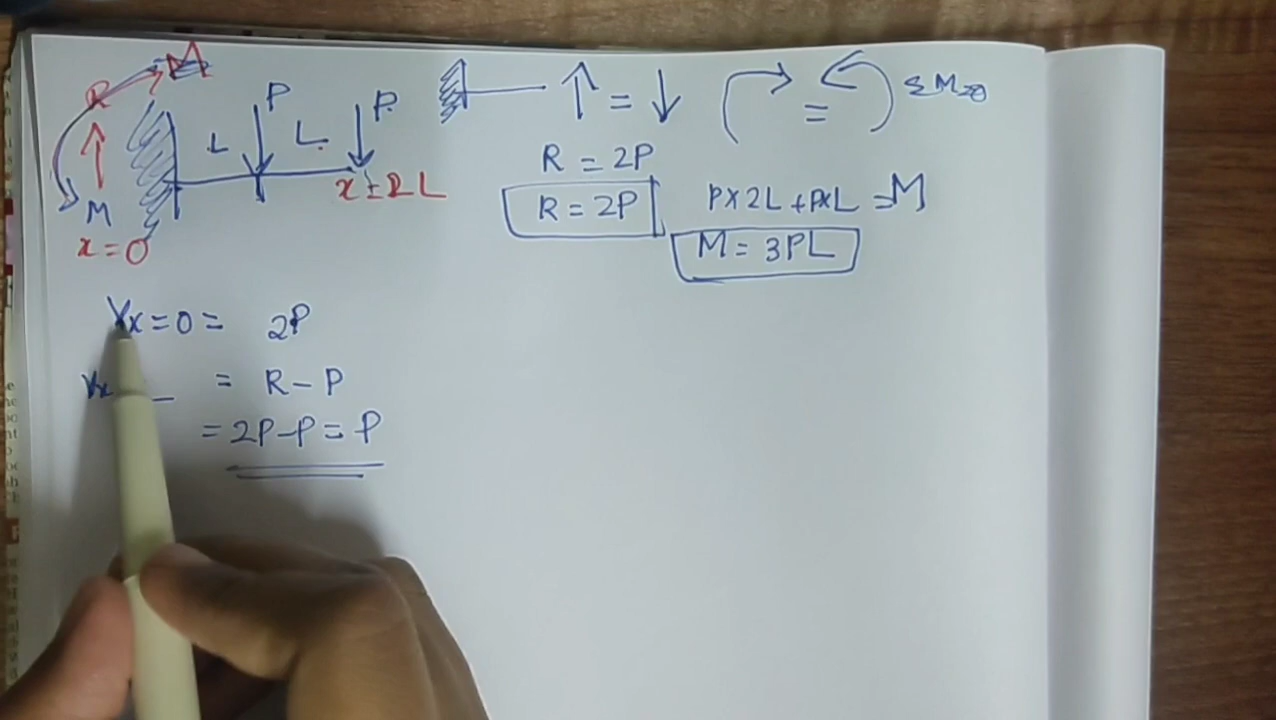 R M
P P
L L
M
x = 2L
x = 0
↑ = ↓ = ΣM=0
R = 2P
R = 2P P×2L + P×L = M
M = 3PL
Vx = 0 = 2P
Vx = R - P
= 2P - P = P